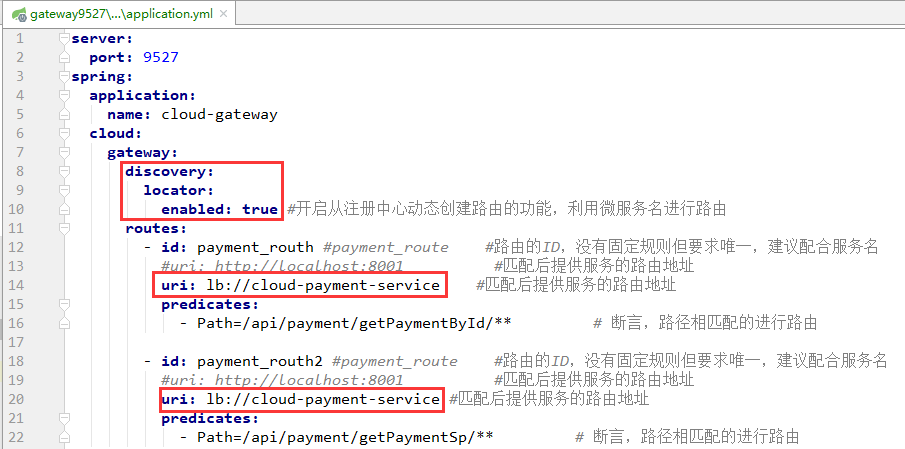 gateway9527\...\application.yml
1 server:
2 port: 9527
3 spring:
4 application:
5 name: cloud-gateway
6 cloud:
7 gateway:
8 discovery:
9 locator:
10 enabled: true #开启从注册中心动态创建路由的功能，利用微服务名进行路由
11 routes:
12 - id: payment_routh #payment_route #路由的ID，没有固定规则但要求唯一，建议配合服务名
13 #uri: http://localhost:8001 #匹配后提供服务的路由地址
14 uri: lb://cloud-payment-service #匹配后提供服务的路由地址
15 predicates:
16 - Path=/api/payment/getPaymentById/** # 断言，路径相匹配的进行路由
17
18 - id: payment_routh2 #payment_route #路由的ID，没有固定规则但要求唯一，建议配合服务名
19 #uri: http://localhost:8001 #匹配后提供服务的路由地址
20 uri: lb://cloud-payment-service #匹配后提供服务的路由地址
21 predicates:
22 - Path=/api/payment/getPaymentSp/** # 断言，路径相匹配的进行路由